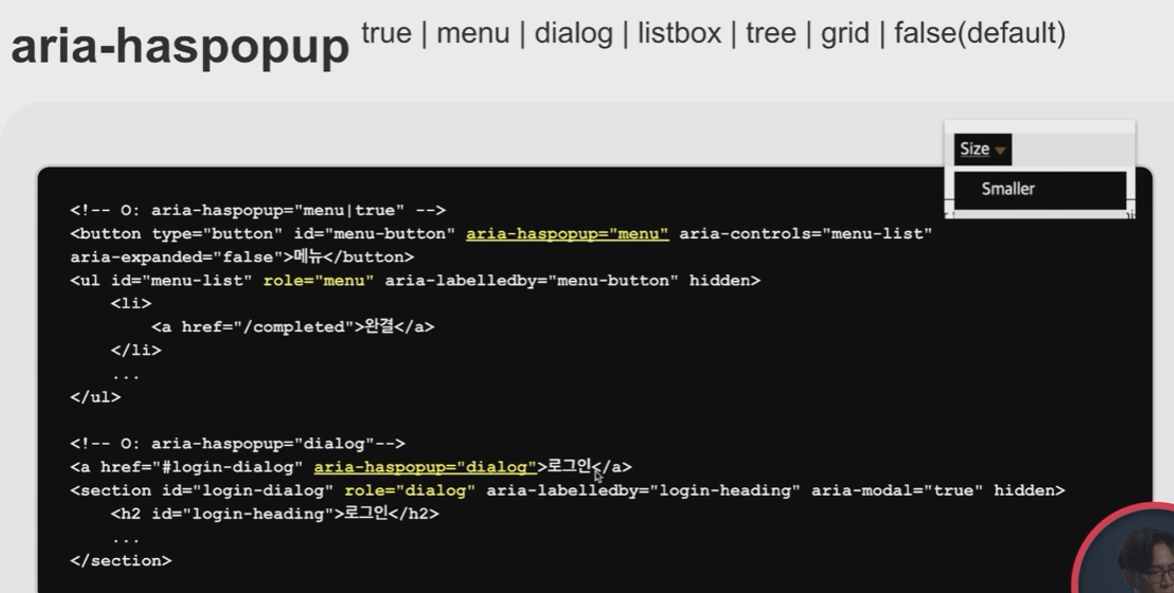 aria-haspopup true | menu | dialog | listbox | tree | grid | false(default)
Size
Smaller
<!-- O: aria-haspopup="menu|true" -->
<button type="button" id="menu-button" aria-haspopup="menu" aria-controls="menu-list"
aria-expanded="false">메뉴</button>
<ul id="menu-list" role="menu" aria-labelledby="menu-button" hidden>
<li>
<a href="/completed">완결</a>
</li>
...
</ul>
<!-- O: aria-haspopup="dialog"-->
<a href="#login-dialog" aria-haspopup="dialog">로그인</a>
<section id="login-dialog" role="dialog" aria-labelledby="login-heading" aria-modal="true" hidden>
<h2 id="login-heading">로그인</h2>
...
</section>